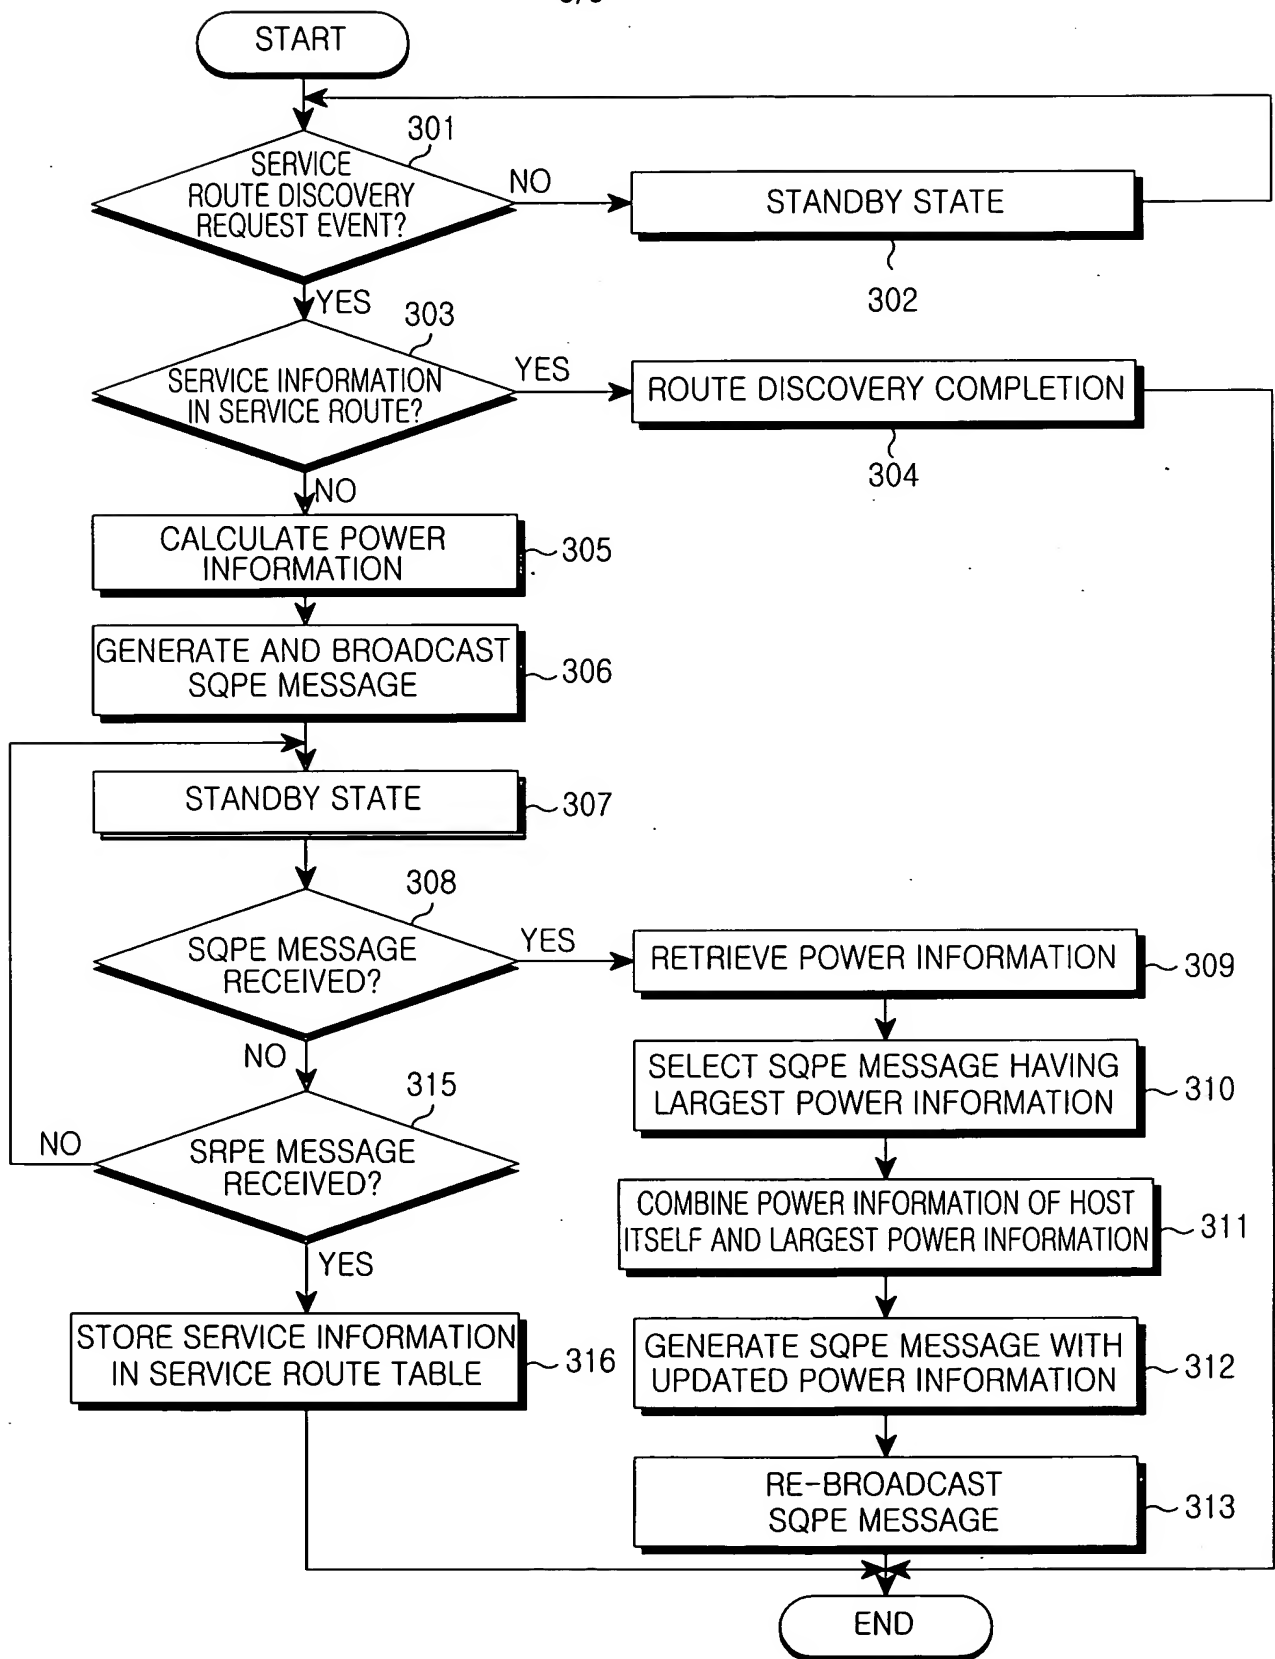 START
301
SERVICE
ROUTE DISCOVERY
REQUEST EVENT?
NO
STANDBY STATE
302
YES
303
SERVICE INFORMATION
IN SERVICE ROUTE?
YES
ROUTE DISCOVERY COMPLETION
304
NO
CALCULATE POWER
INFORMATION
305
GENERATE AND BROADCAST
SQPE MESSAGE
306
STANDBY STATE
307
308
SQPE MESSAGE
RECEIVED?
YES
RETRIEVE POWER INFORMATION
309
NO
SELECT SQPE MESSAGE HAVING
LARGEST POWER INFORMATION
310
315
NO
SRPE MESSAGE
RECEIVED?
COMBINE POWER INFORMATION OF HOST
ITSELF AND LARGEST POWER INFORMATION
311
YES
STORE SERVICE INFORMATION
IN SERVICE ROUTE TABLE
316
GENERATE SQPE MESSAGE WITH
UPDATED POWER INFORMATION
312
RE-BROADCAST
SQPE MESSAGE
313
END